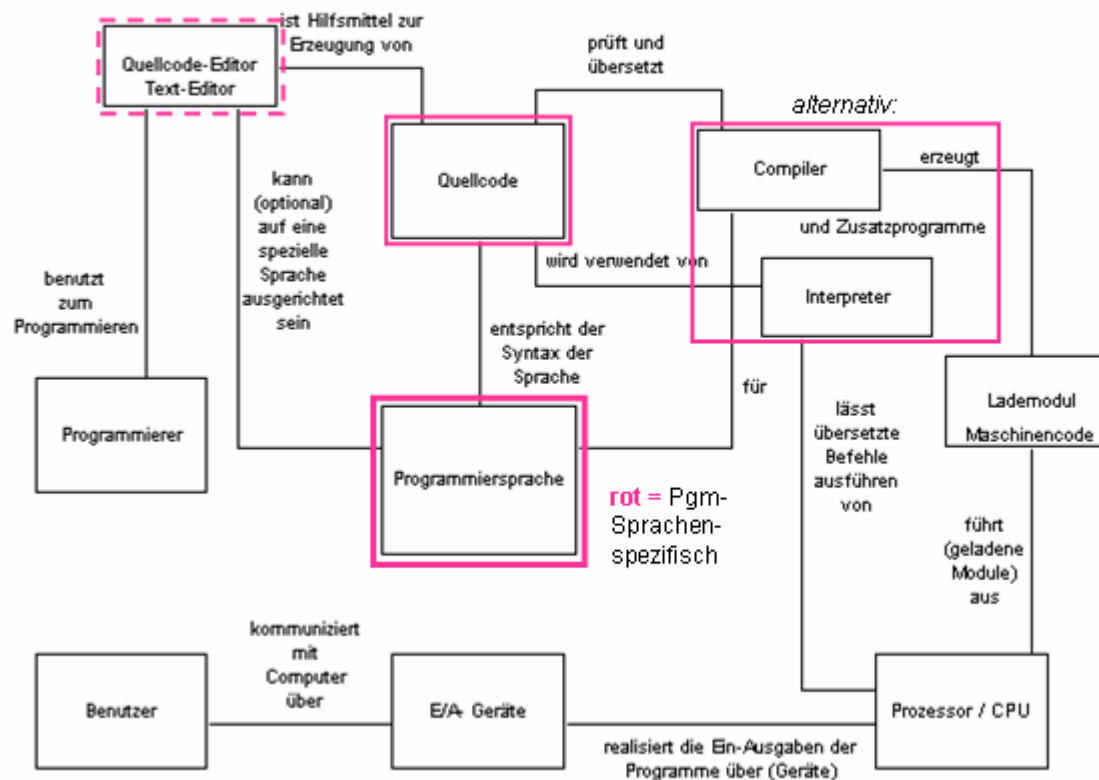 ist Hilfsmittel zur
Erzeugung von
Quellcode-Editor
Text-Editor
prüft und
übersetzt
alternativ:
Quellcode
Compiler
erzeugt
und Zusatzprogramme
kann
(optional)
auf eine
spezielle
Sprache
ausgerichtet
sein
wird verwendet von
Interpreter
benutzt
zum
Programmieren
entspricht der
Syntax der
Sprache
für
lässt
übersetzte
Befehle
ausführen
von
Lademodul
Maschinencode
Programmierer
Programmiersprache
rot = Pgm-
Sprachen-
spezifisch
führt
(geladene
Module)
aus
kommuniziert
mit
Computer
über
Benutzer
E/A- Geräte
Prozessor / CPU
realisiert die Ein-Ausgaben der
Programme über (Geräte)